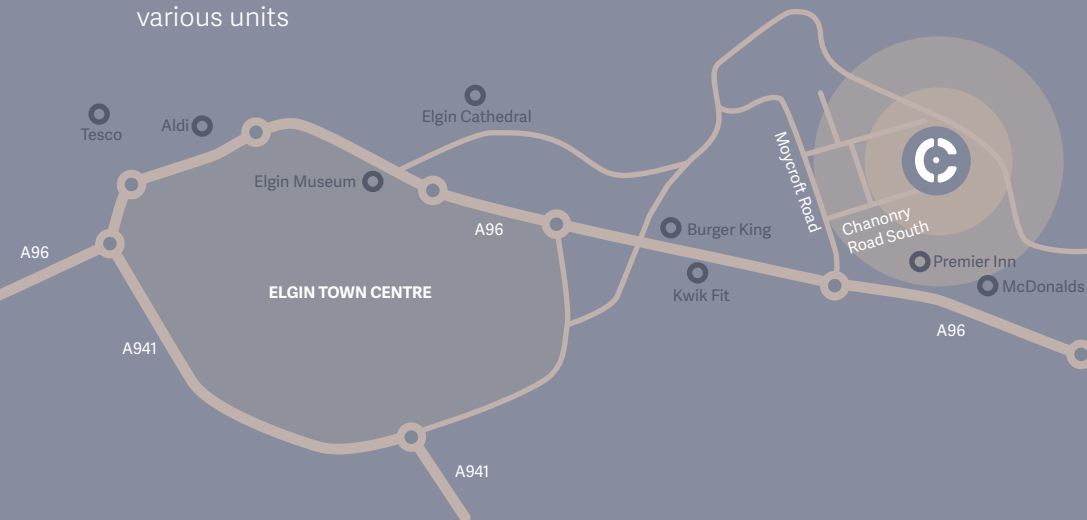 various units
Tesco
Aldi
Elgin Cathedral
Elgin Museum
A96
A96
Moycroft Road
Chanonry
Road South
Burger King
Premier Inn
Kwik Fit
McDonalds
ELGIN TOWN CENTRE
A941
A96
A941